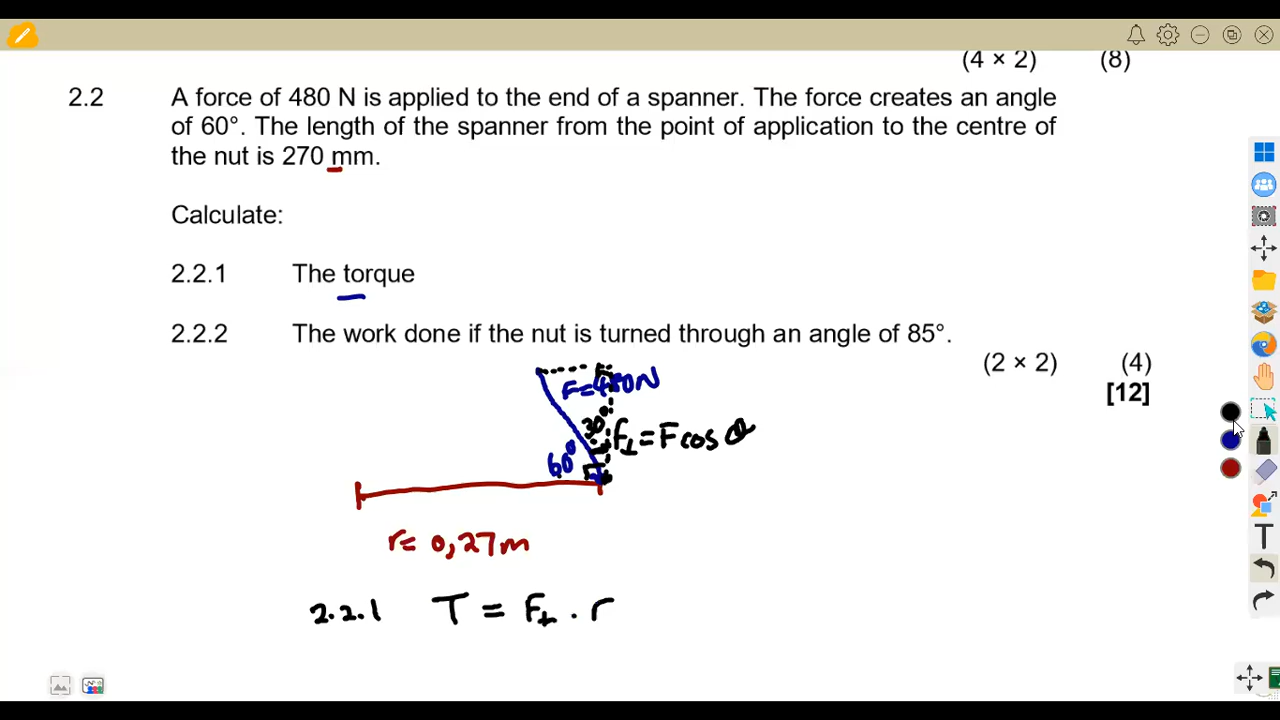 (4 × 2) (8)
2.2 A force of 480 N is applied to the end of a spanner. The force creates an angle
of 60°. The length of the spanner from the point of application to the centre of
the nut is 270 mm.
Calculate:
2.2.1 The torque
2.2.2 The work done if the nut is turned through an angle of 85°.
(2 × 2) (4)
[12]
F=480N
30°
F⊥ = F cos θ
60°
r= 0,27m
2.2.1 T = F⊥ . r
T